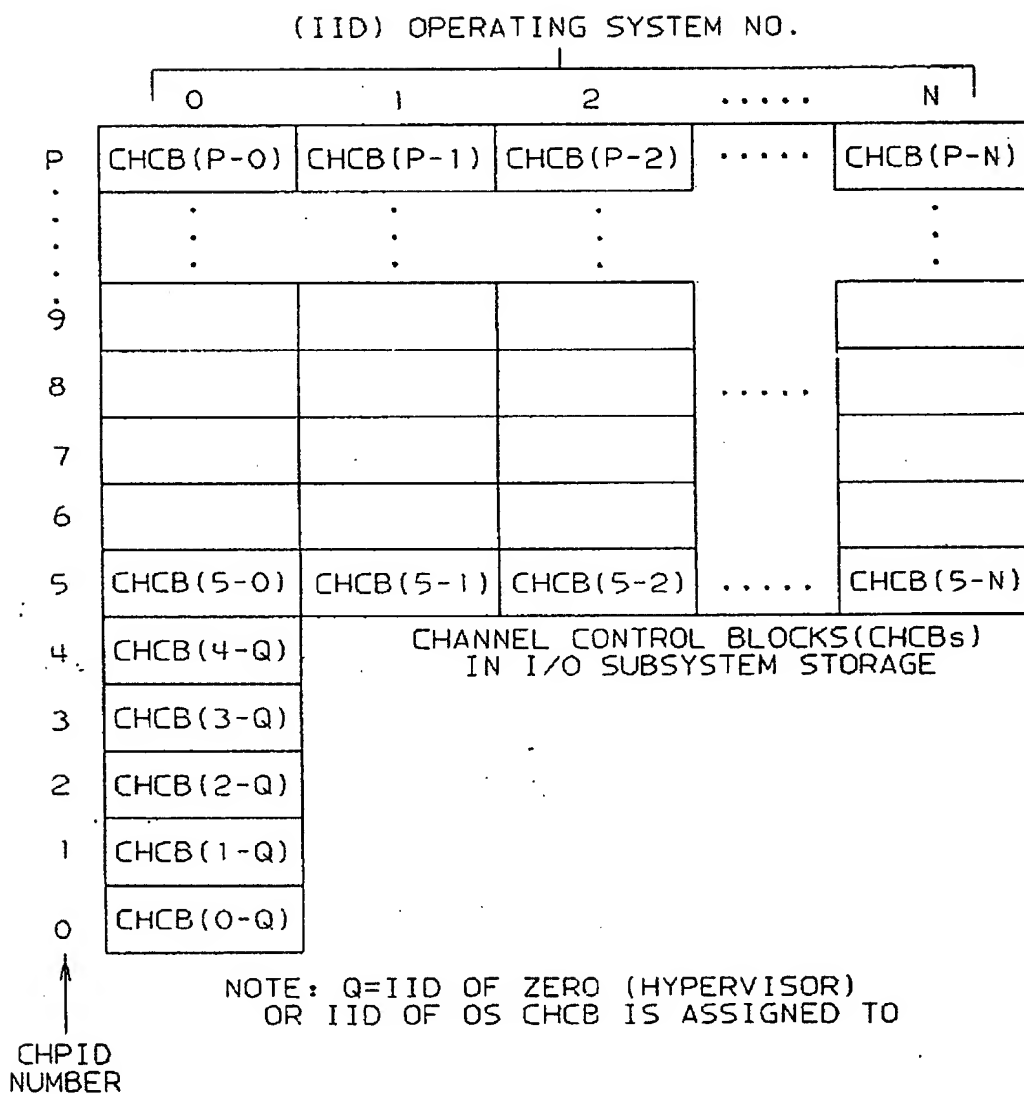 (IID) OPERATING SYSTEM NO.
0 1 2 ..... N
P CHCB(P-0) CHCB(P-1) CHCB(P-2) ..... CHCB(P-N)
9
8 .....
7
6
5 CHCB(5-0) CHCB(5-1) CHCB(5-2) ..... CHCB(5-N)
4 CHCB(4-Q) CHANNEL CONTROL BLOCKS(CHCBs)
IN I/O SUBSYSTEM STORAGE
3 CHCB(3-Q)
2 CHCB(2-Q)
1 CHCB(1-Q)
0 CHCB(0-Q)
NOTE: Q=IID OF ZERO (HYPERVISOR)
OR IID OF OS CHCB IS ASSIGNED TO
CHPID
NUMBER